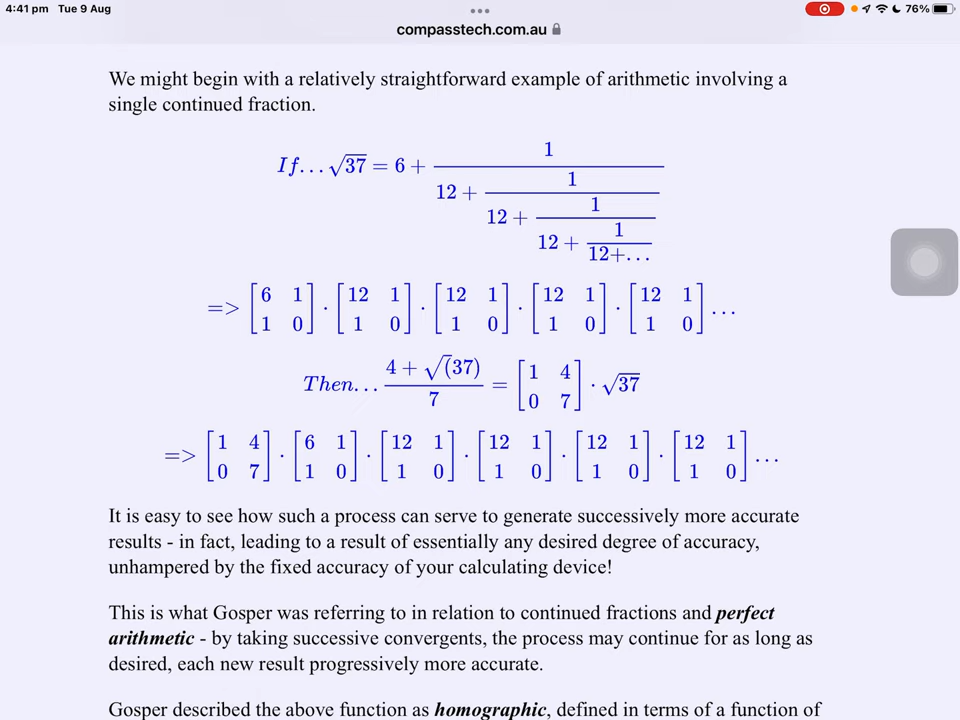 4:41 pm Tue 9 Aug
76%
compasstech.com.au
We might begin with a relatively straightforward example of arithmetic involving a
single continued fraction.
If... √37 = 6 + 1
12 + 1
12 + 1
12 + 1
12+...
=> [6 1; 1 0] · [12 1; 1 0] · [12 1; 1 0] · [12 1; 1 0] · [12 1; 1 0] ...
Then... 4 + √(37) / 7 = [1 4; 0 7] · √37
=> [1 4; 0 7] · [6 1; 1 0] · [12 1; 1 0] · [12 1; 1 0] · [12 1; 1 0] · [12 1; 1 0] ...
It is easy to see how such a process can serve to generate successively more accurate
results - in fact, leading to a result of essentially any desired degree of accuracy,
unhampered by the fixed accuracy of your calculating device!
This is what Gosper was referring to in relation to continued fractions and perfect
arithmetic - by taking successive convergents, the process may continue for as long as
desired, each new result progressively more accurate.
Gosper described the above function as homographic, defined in terms of a function of